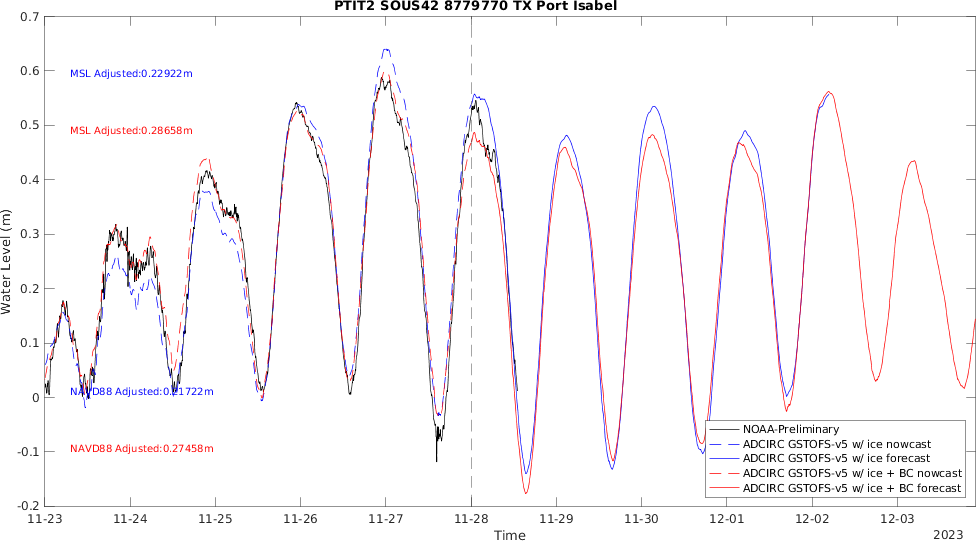 PTIT2 SOUS42 8779770 TX Port Isabel
Water Level (m)
0.7
0.6
0.5
0.4
0.3
0.2
0.1
0
-0.1
-0.2
MSL Adjusted:0.22922m
MSL Adjusted:0.28658m
NAVD88 Adjusted:0.21722m
NAVD88 Adjusted:0.27458m
NOAA-Preliminary
ADCIRC GSTOFS-v5 w/ ice nowcast
ADCIRC GSTOFS-v5 w/ ice forecast
ADCIRC GSTOFS-v5 w/ ice + BC nowcast
ADCIRC GSTOFS-v5 w/ ice + BC forecast
11-23 11-24 11-25 11-26 11-27 11-28 11-29 11-30 12-01 12-02 12-03
Time
2023